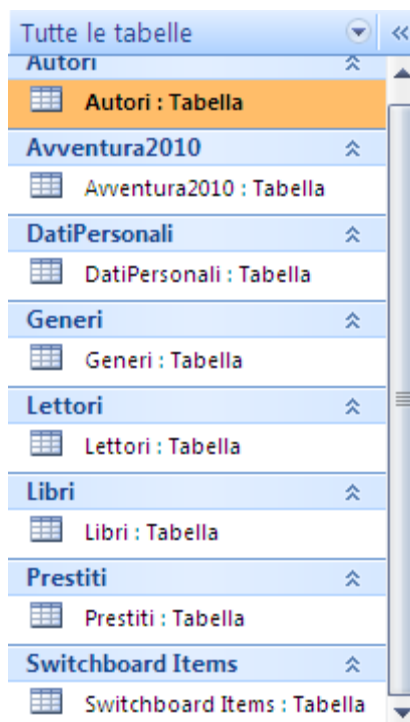 Tutte le tabelle
Autori
Autori : Tabella
Avventura2010
Avventura2010 : Tabella
DatiPersonali
DatiPersonali : Tabella
Generi
Generi : Tabella
Lettori
Lettori : Tabella
Libri
Libri : Tabella
Prestiti
Prestiti : Tabella
Switchboard Items
Switchboard Items : Tabella